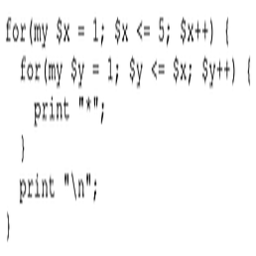 for(my $x = 1; $x <= 5; $x++) {
  for(my $y = 1; $y <= $x; $y++) {
    print "*";
  }
  print "\n";
}